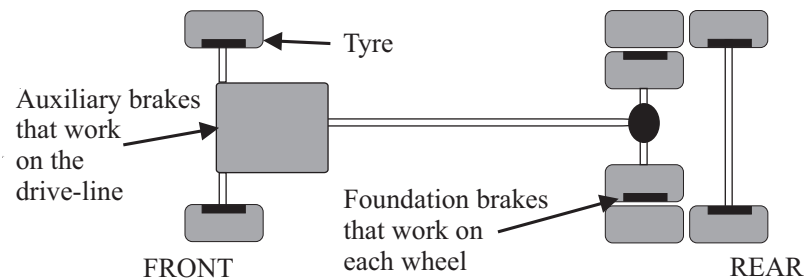 Tyre
Auxiliary brakes
that work
on the
drive-line
Foundation brakes
that work on
each wheel
FRONT
REAR